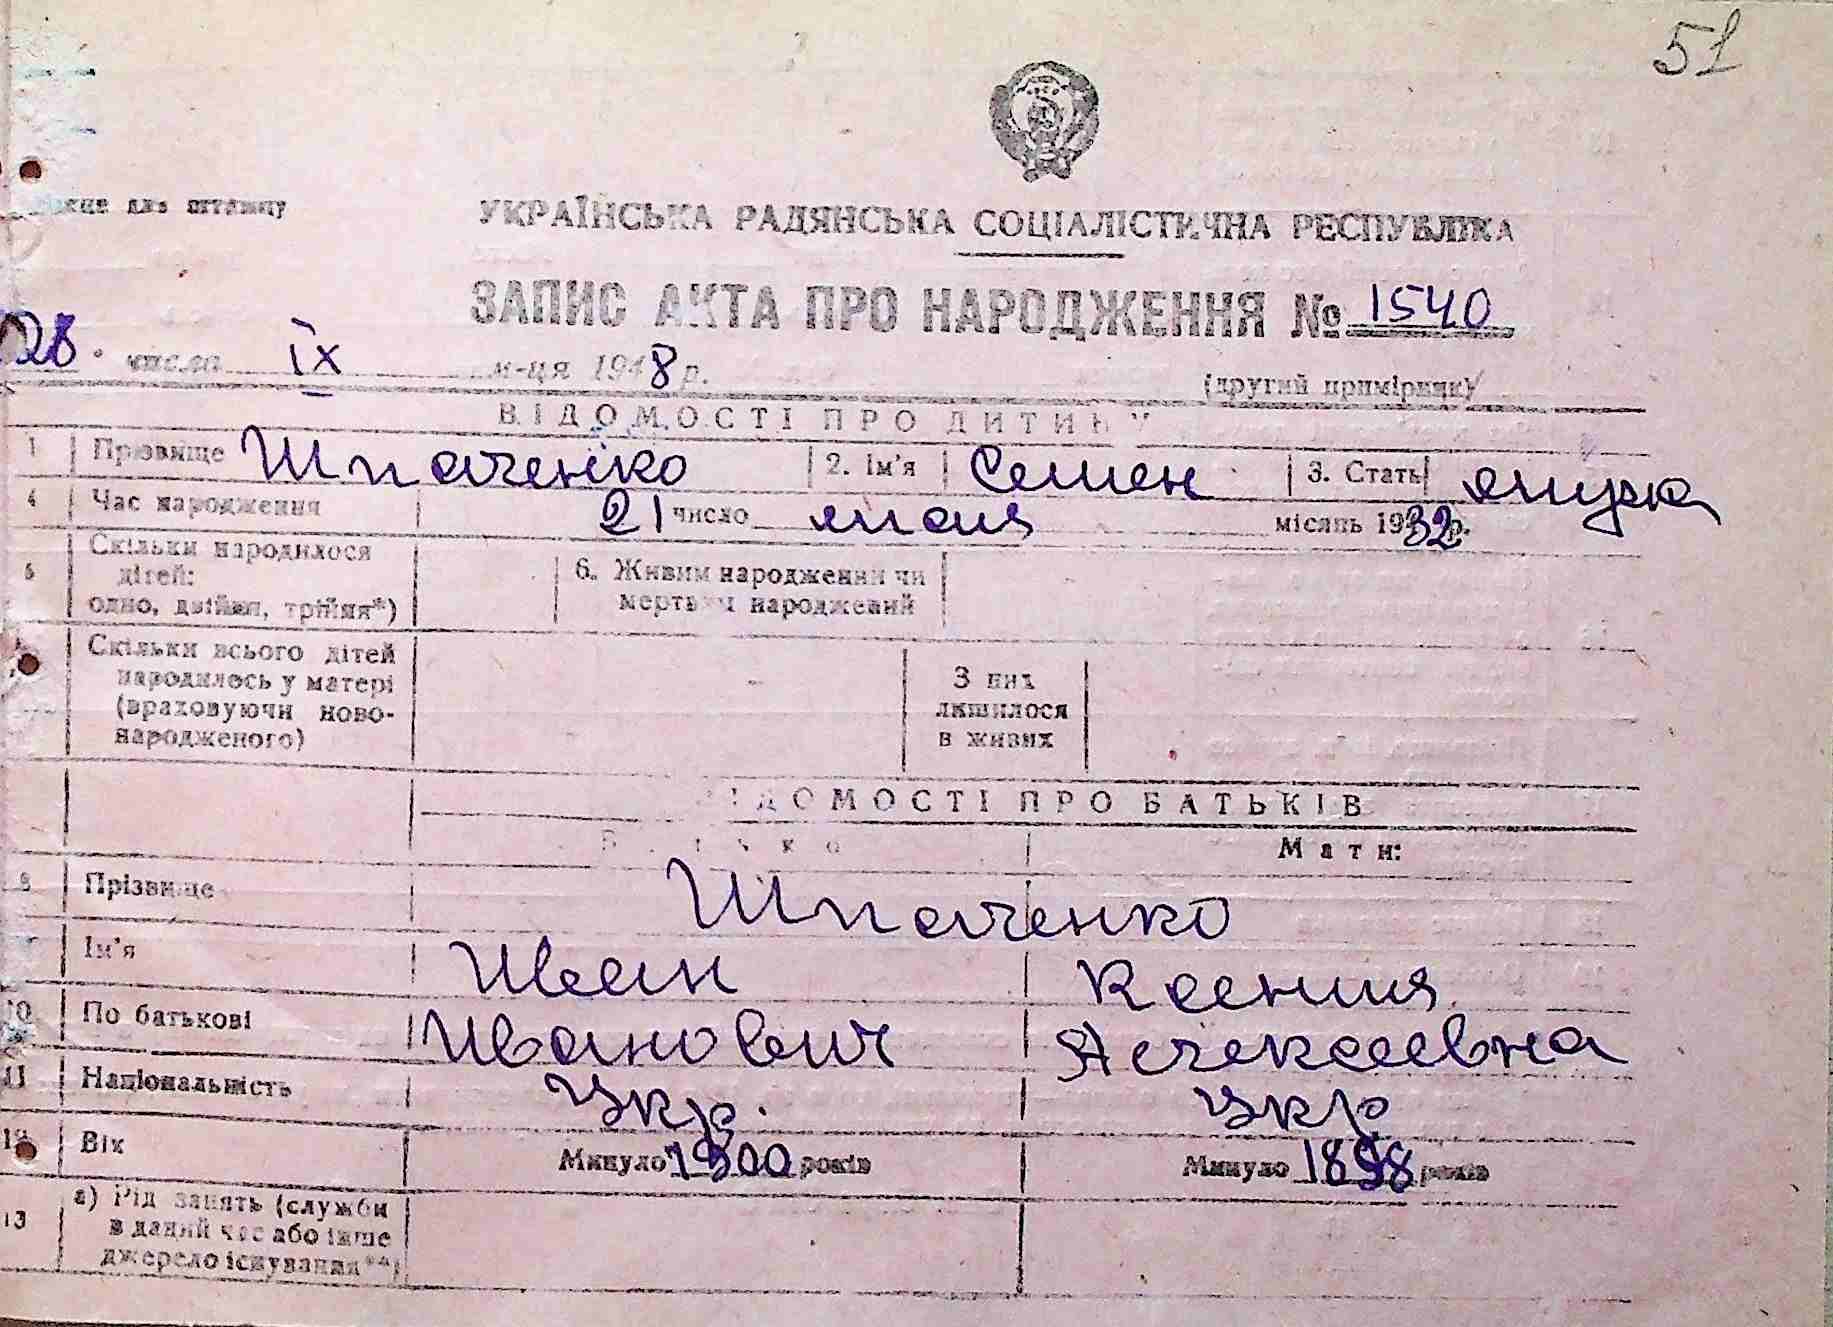 51
для штампу
УКРАЇНСЬКА РАДЯНСЬКА СОЦІАЛІСТИЧНА РЕСПУБЛІКА
ЗАПИС АКТА ПРО НАРОДЖЕННЯ № 1540
28 числа ІХ м-ця 1948 р.
(другий примірник)
ВІДОМОСТІ ПРО ДИТИНУ
1 Прізвище Шпаченко 2. Ім'я Семен 3. Стать
4 Час народження 21 число мая місяць 1932 р.
5 Скільки народилося
дітей:
одно, двійня, трійня*)
6. Живим народжений чи
мертвим народжений
Скільки всього дітей
народилось у матері
(враховуючи ново-
народженого)
З них
лишилося
в живих
ВІДОМОСТІ ПРО БАТЬКІВ
Батько Мати:
8 Прізвище Шпаченко
Ім'я Иван Ксения
10 По батькові Иванович Алексеевна
11 Національність Укр. Укр
12 Вік Минуло 1900 років Минуло 1898 років
13 а) Рід занять (служби
в даний час або інше
джерело існування**)